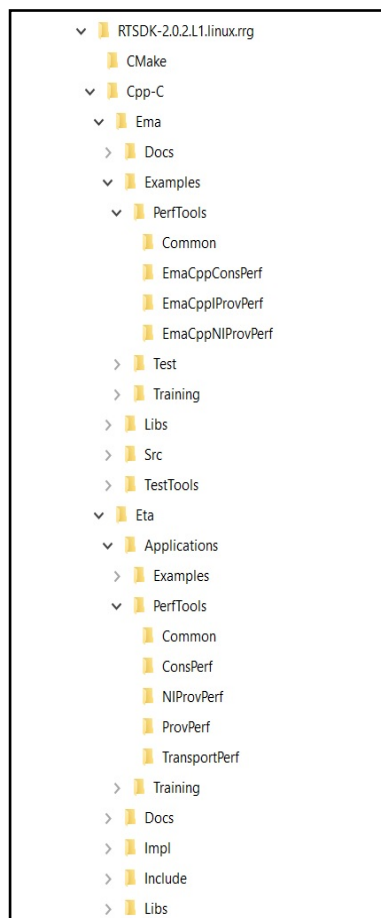 RTSDK-2.0.2.L1.linux.rrg
CMake
Cpp-C
Ema
Docs
Examples
PerfTools
Common
EmaCppConsPerf
EmaCppIProvPerf
EmaCppNIProvPerf
Test
Training
Libs
Src
TestTools
Eta
Applications
Examples
PerfTools
Common
ConsPerf
NIProvPerf
ProvPerf
TransportPerf
Training
Docs
Impl
Include
Libs